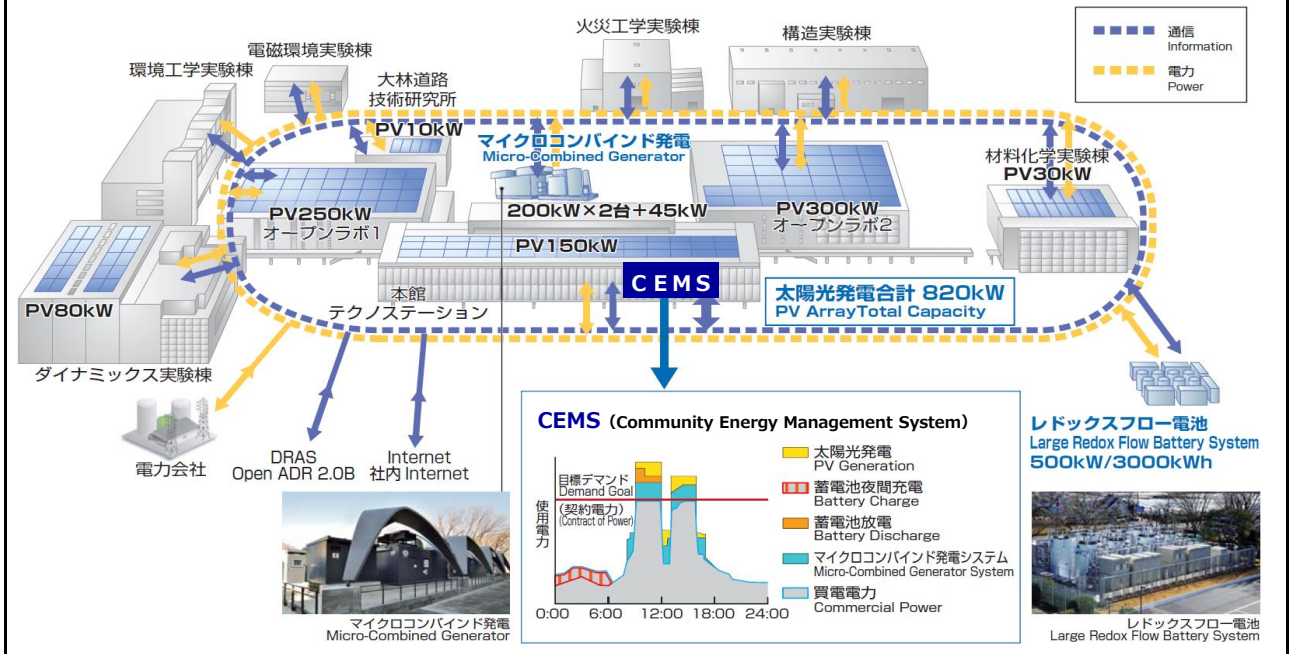 火災工学実験棟
構造実験棟
電磁環境実験棟
環境工学実験棟
大林道路
技術研究所
通信
Information
電力
Power
PV10kW
マイクロコンバインド発電
Micro-Combined Generator
材料化学実験棟
PV30kW
200kW×2台+45kW
PV250kW
オープンラボ1
PV300kW
オープンラボ2
PV150kW
CEMS
本館
テクノステーション
太陽光発電合計 820kW
PV ArrayTotal Capacity
PV80kW
ダイナミックス実験棟
電力会社
DRAS
Open ADR 2.0B
Internet
社内 Internet
レドックスフロー電池
Large Redox Flow Battery System
500kW/3000kWh
CEMS (Community Energy Management System)
目標デマンド
Demand Goal
(契約電力)
(Contract of Power)
使用電力
0:00 6:00 12:00 18:00 24:00
太陽光発電
PV Generation
蓄電池夜間充電
Battery Charge
蓄電池放電
Battery Discharge
マイクロコンバインド発電システム
Micro-Combined Generator System
買電電力
Commercial Power
マイクロコンバインド発電
Micro-Combined Generator
レドックスフロー電池
Large Redox Flow Battery System